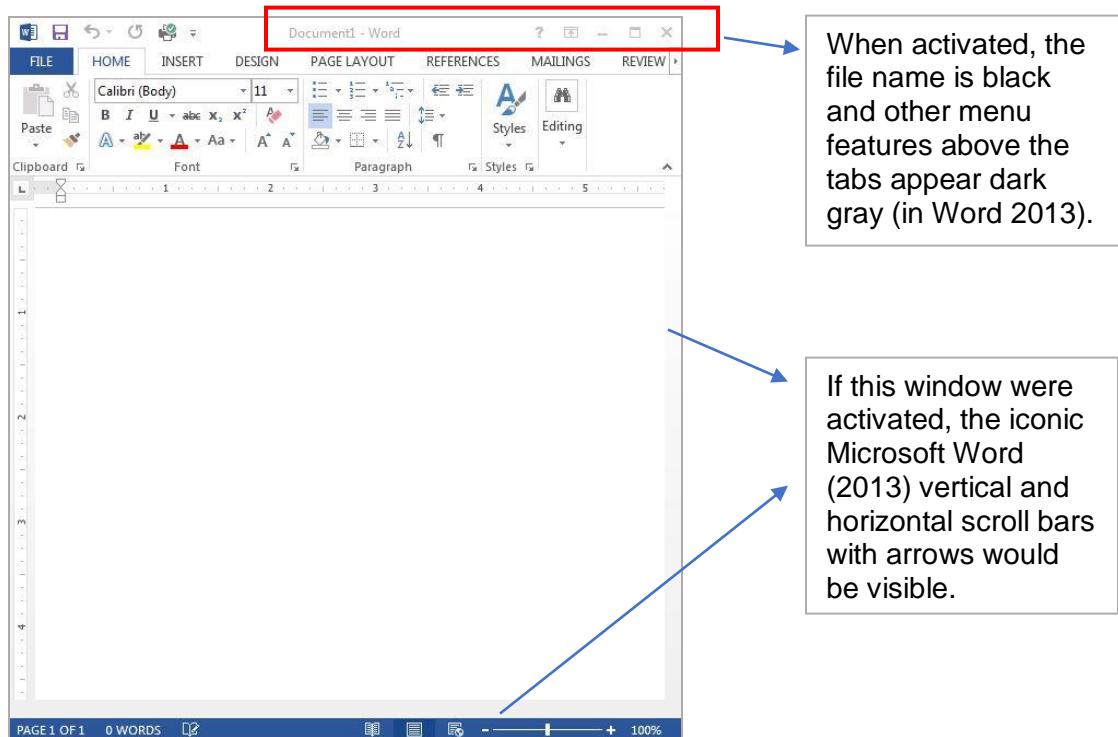 Document1 - Word ?
FILE HOME INSERT DESIGN PAGE LAYOUT REFERENCES MAILINGS REVIEW
Calibri (Body) 11
B I U abc X₂ X² A
Paste A ab A Aa A A A Z ¶ Styles Editing
Clipboard Font Paragraph Styles
L 1 2 3 4 5
1
2
3
4
PAGE 1 OF 1 0 WORDS - + 100%
When activated, the
file name is black
and other menu
features above the
tabs appear dark
gray (in Word 2013).
If this window were
activated, the iconic
Microsoft Word
(2013) vertical and
horizontal scroll bars
with arrows would
be visible.